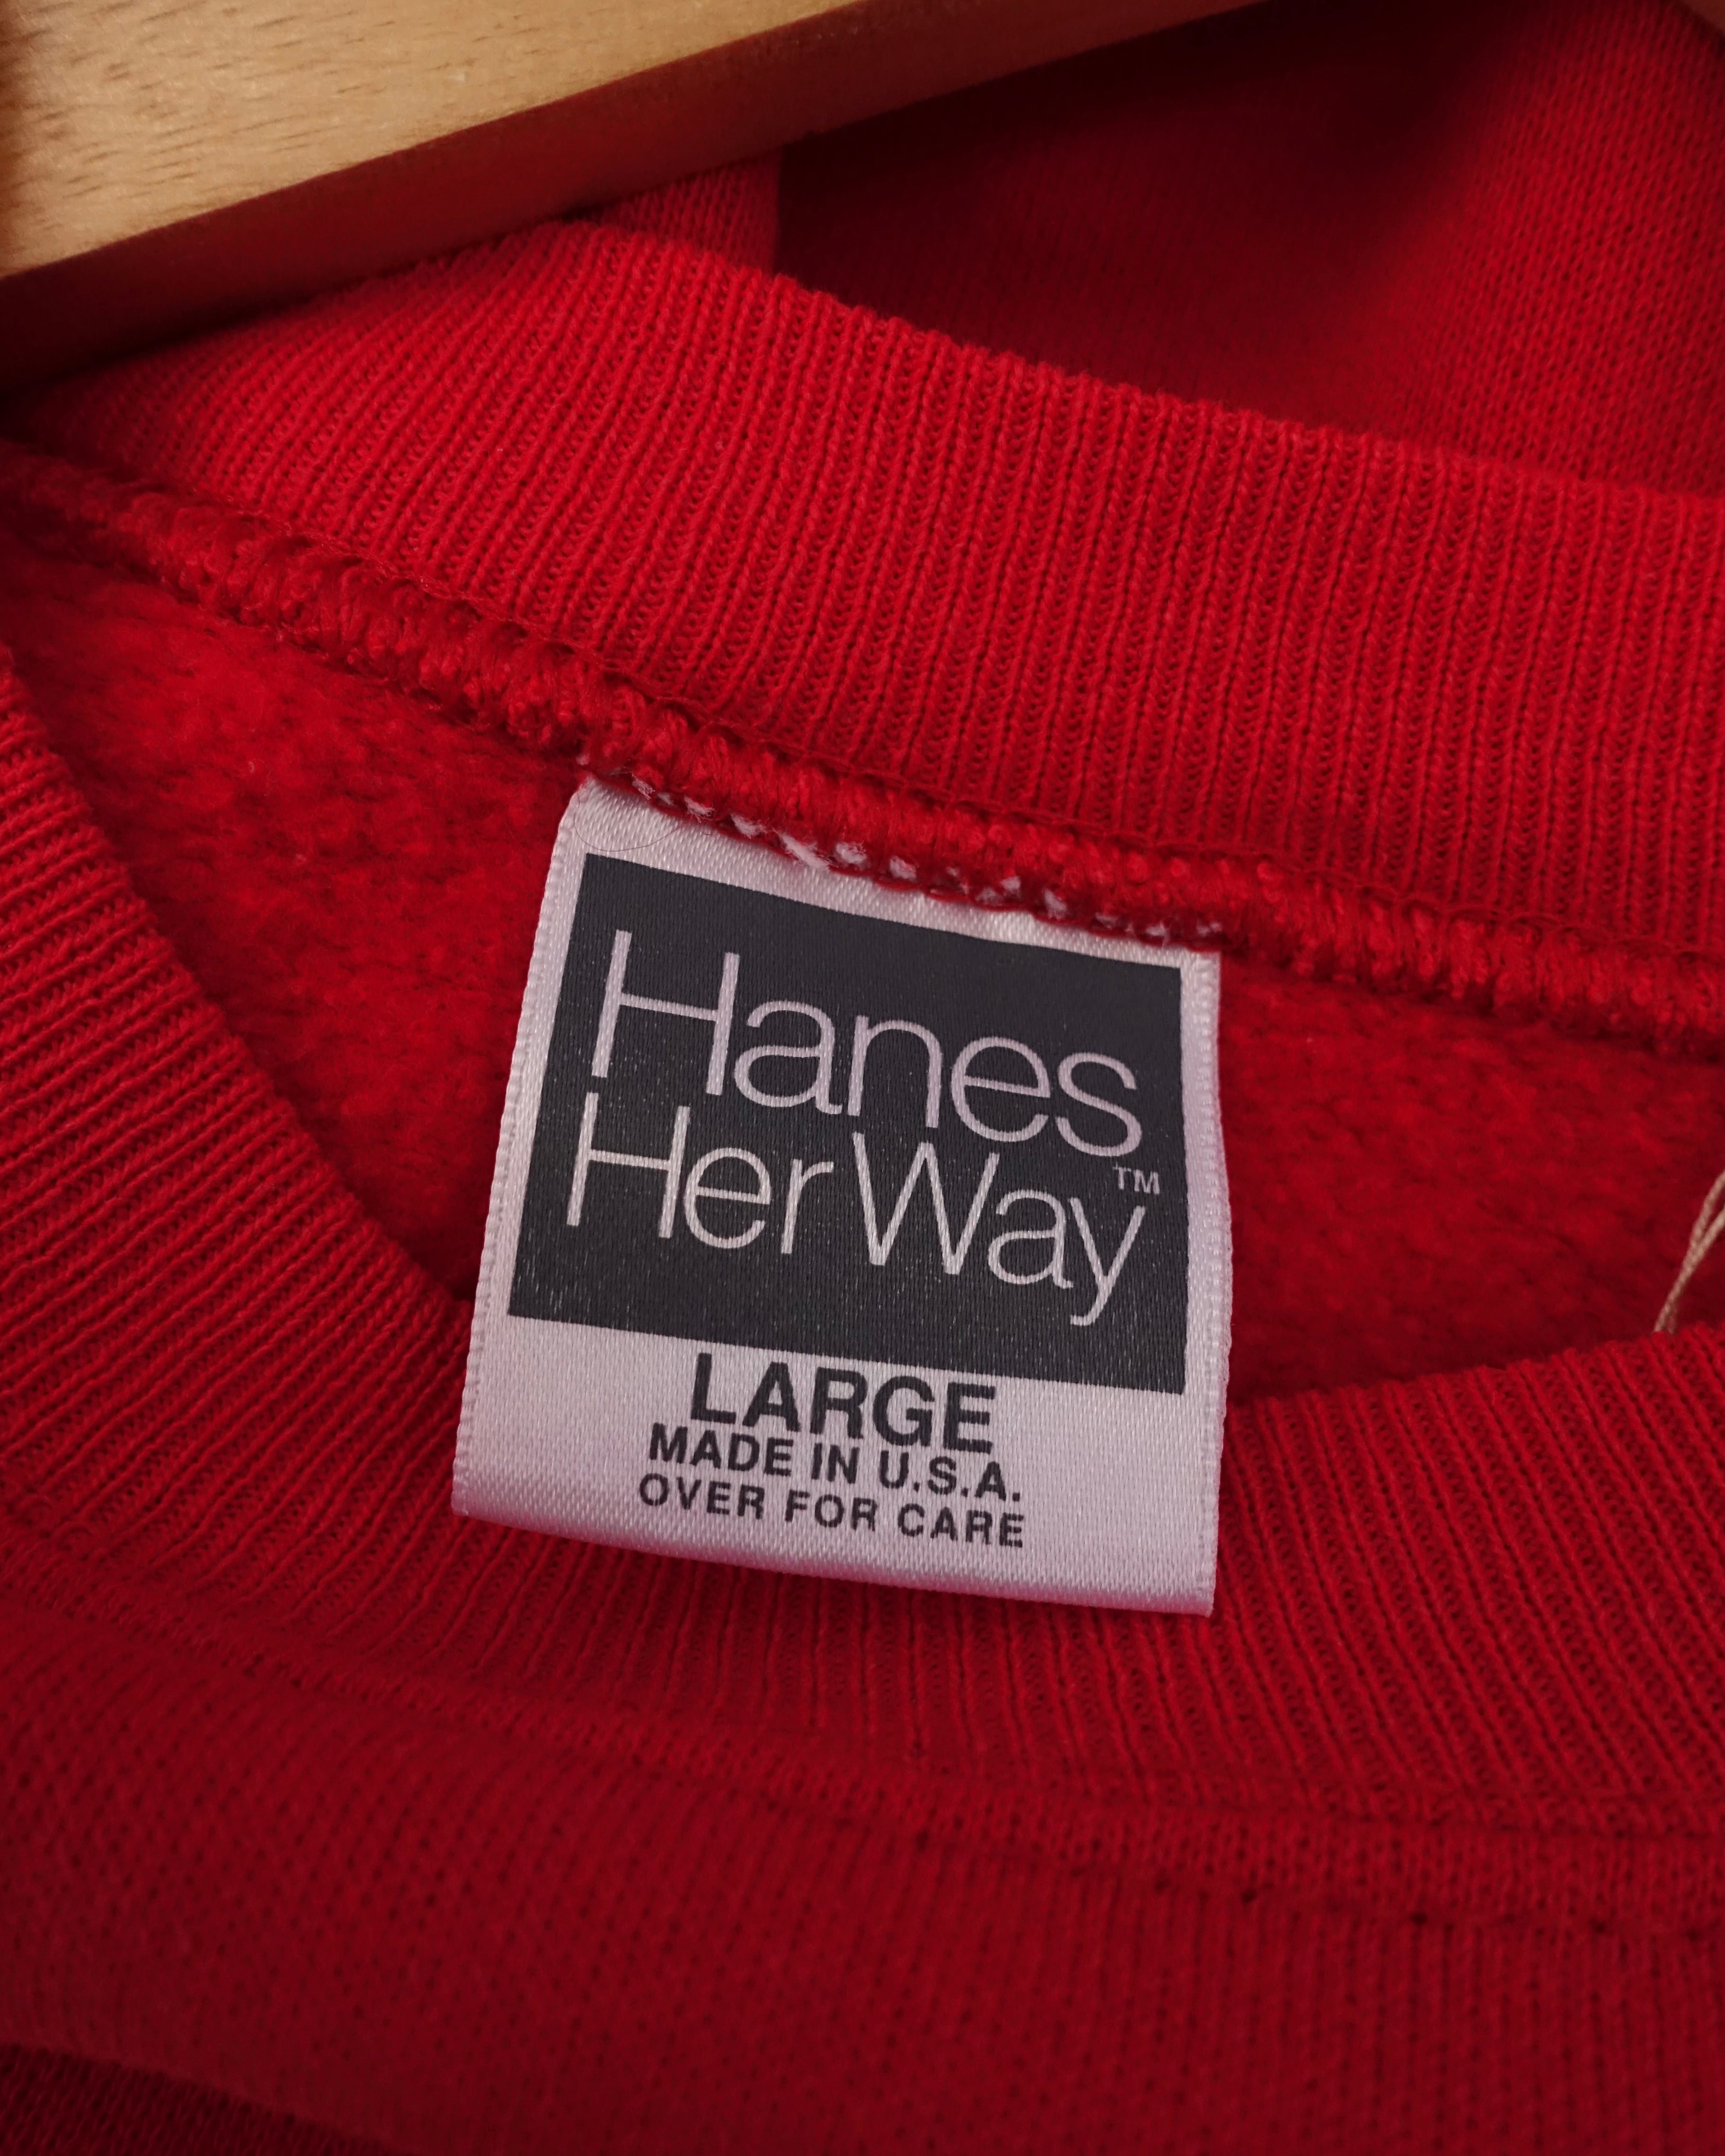 Hanes
Her Way™
LARGE
MADE IN U.S.A.
OVER FOR CARE